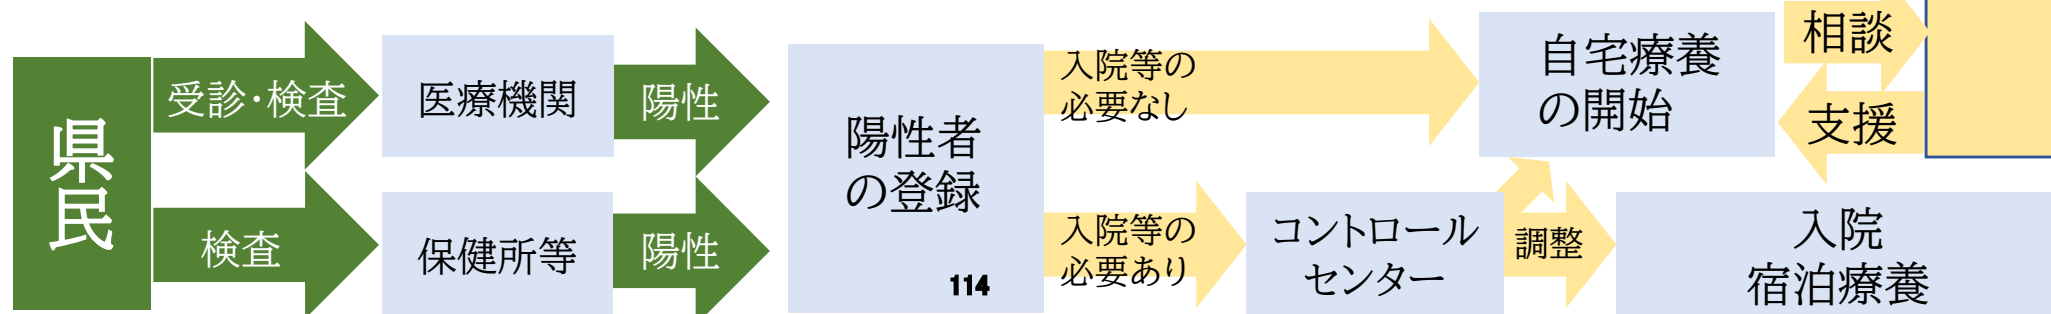 県民
受診・検査
医療機関
陽性
検査
保健所等
陽性
陽性者
の登録
114
入院等の
必要なし
自宅療養
の開始
相談
支援
入院等の
必要あり
コントロール
センター
調整
入院
宿泊療養